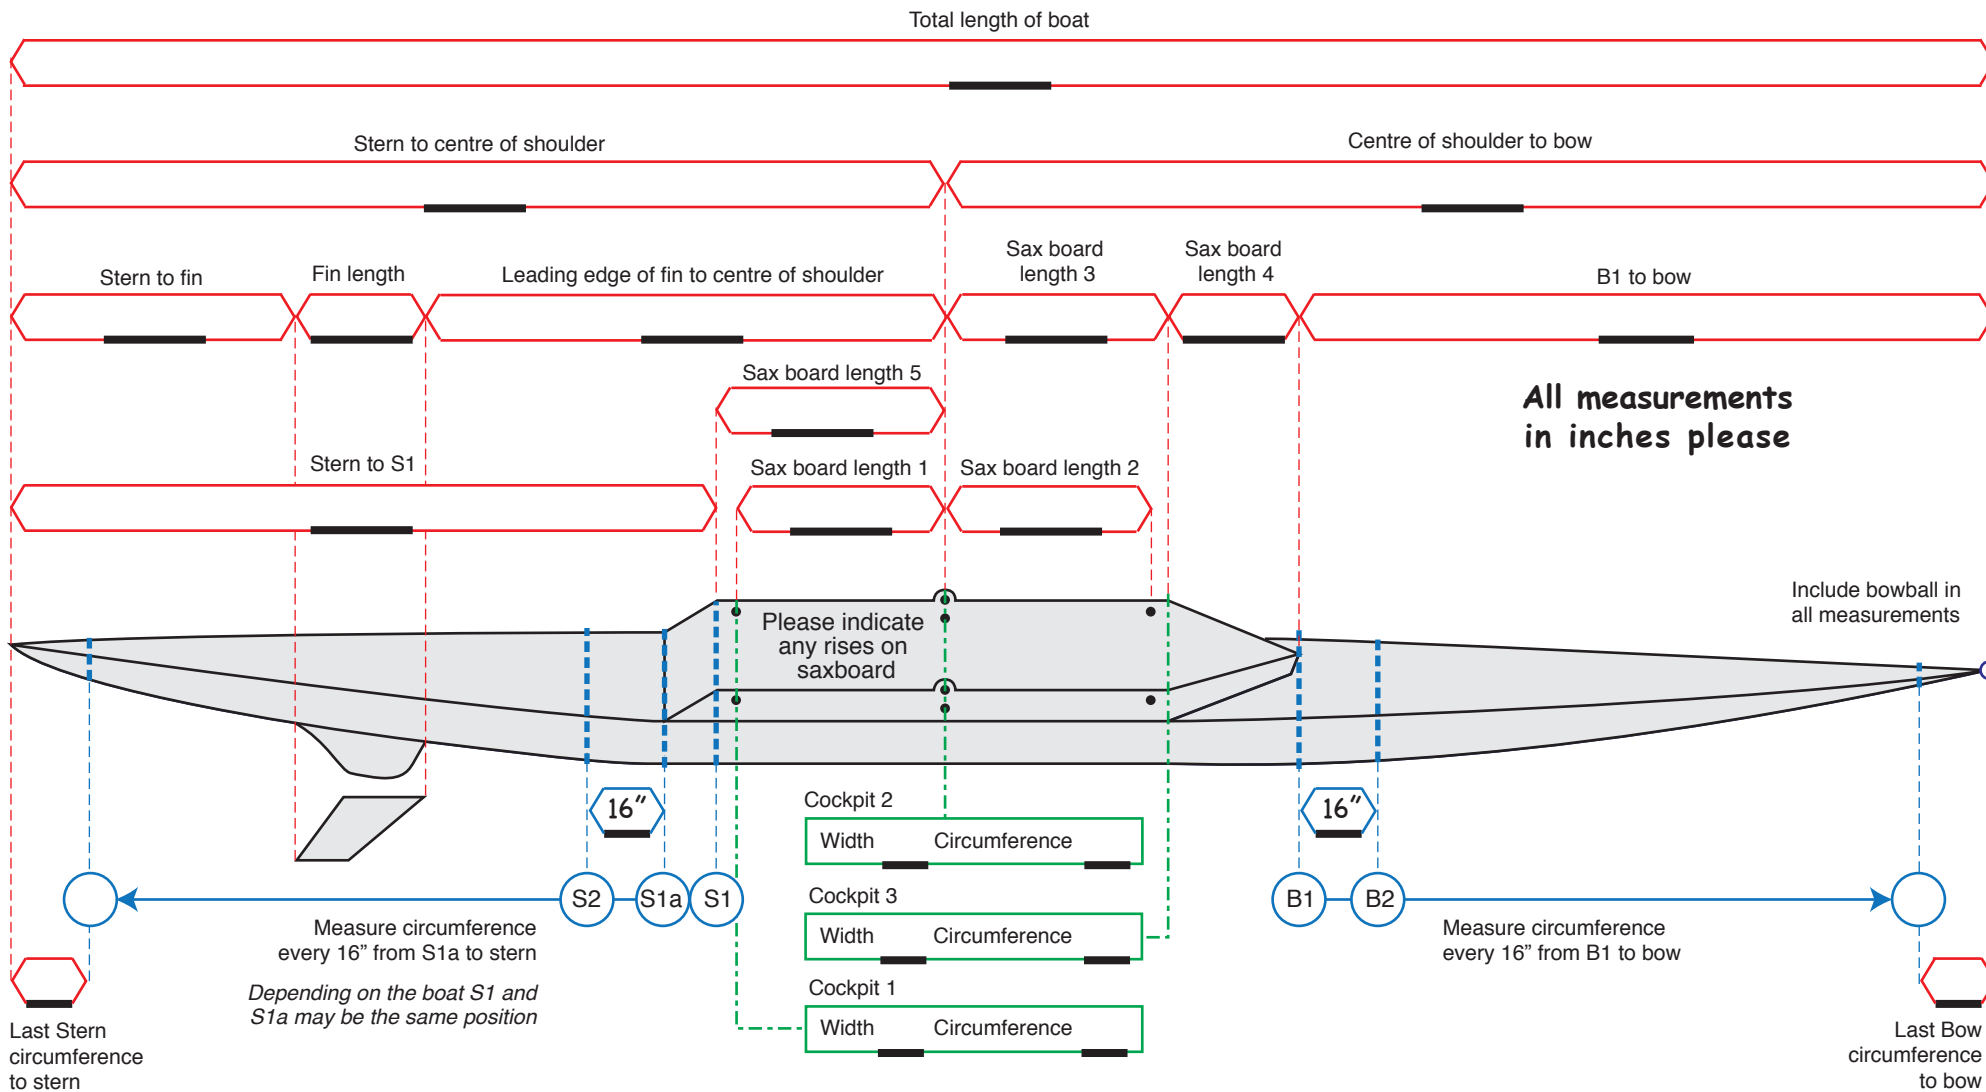 Total length of boat
Stern to centre of shoulder
Centre of shoulder to bow
Stern to fin
Fin length
Leading edge of fin to centre of shoulder
Sax board
length 3
Sax board
length 4
B1 to bow
Sax board length 5
All measurements
in inches please
Stern to S1
Sax board length 1
Sax board length 2
Include bowball in
all measurements
Please indicate
any rises on
saxboard
16”
16”
Cockpit 2
Width Circumference
S2
S1a
S1
B1
B2
Cockpit 3
Width Circumference
Measure circumference
every 16” from S1a to stern
Measure circumference
every 16” from B1 to bow
Depending on the boat S1 and
S1a may be the same position
Cockpit 1
Width Circumference
Last Stern
circumference
to stern
Last Bow
circumference
to bow